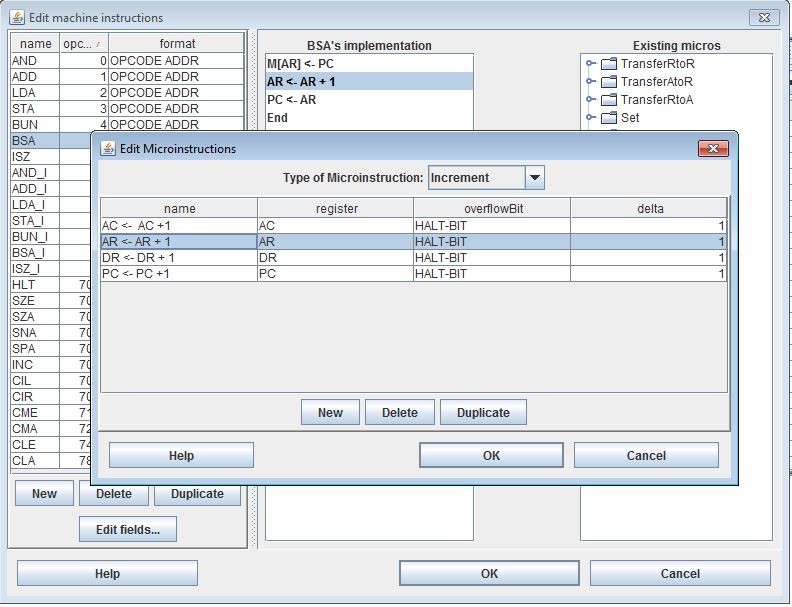 Edit machine instructions
name opc... format
AND 0 OPCODE ADDR
ADD 1 OPCODE ADDR
LDA 2 OPCODE ADDR
STA 3 OPCODE ADDR
BUN 4 OPCODE ADDR
BSA
ISZ
AND_I
ADD_I
LDA_I
STA_I
BUN_I
BSA_I
ISZ_I
HLT 70
SZE 70
SZA 70
SNA 70
SPA 70
INC 70
CIL 70
CIR 70
CME 71
CMA 72
CLE 74
CLA 78
New Delete Duplicate
Edit fields...
BSA's implementation
M[AR] <- PC
AR <- AR + 1
PC <- AR
End
Existing micros
TransferRtoR
TransferAtoR
TransferRtoA
Set
Edit Microinstructions
Type of Microinstruction: Increment
name register overflowBit delta
AC <- AC +1 AC HALT-BIT 1
AR <- AR + 1 AR HALT-BIT 1
DR <- DR + 1 DR HALT-BIT 1
PC <- PC +1 PC HALT-BIT 1
New Delete Duplicate
Help OK Cancel
Help OK Cancel